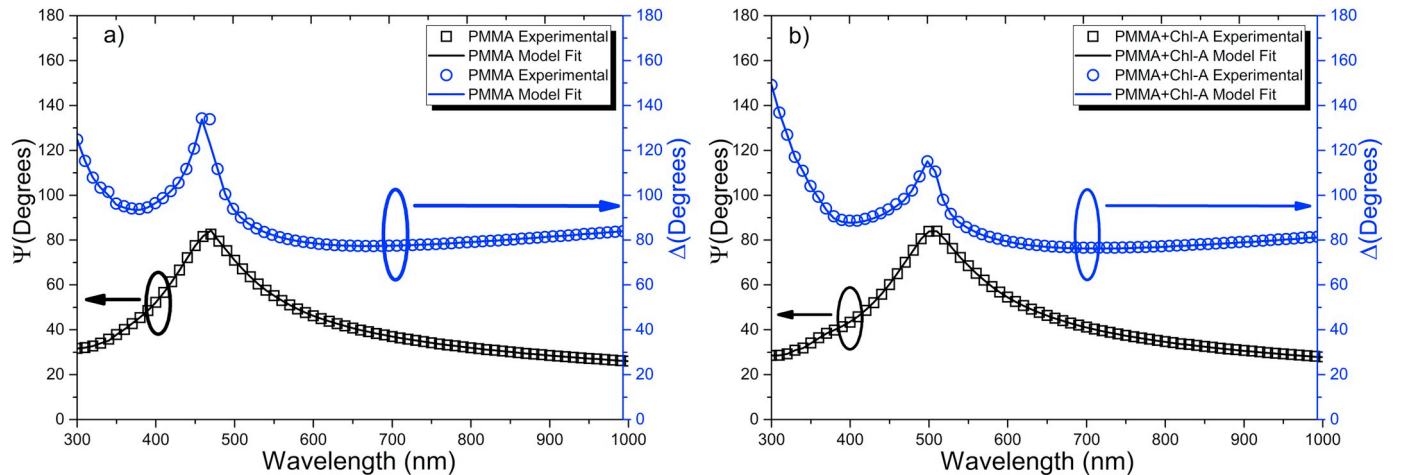 a)
PMMA Experimental
PMMA Model Fit
PMMA Experimental
PMMA Model Fit
180
160
140
120
100
80
60
40
20
0
Ψ(Degrees)
180
160
140
120
100
80
60
40
20
0
Δ(Degrees)
300 400 500 600 700 800 900 1000
Wavelength (nm)
b)
PMMA+Chl-A Experimental
PMMA+Chl-A Model Fit
PMMA+Chl-A Experimental
PMMA+Chl-A Model Fit
180
160
140
120
100
80
60
40
20
0
Ψ(Degrees)
180
160
140
120
100
80
60
40
20
0
Δ(Degrees)
300 400 500 600 700 800 900 1000
Wavelength (nm)